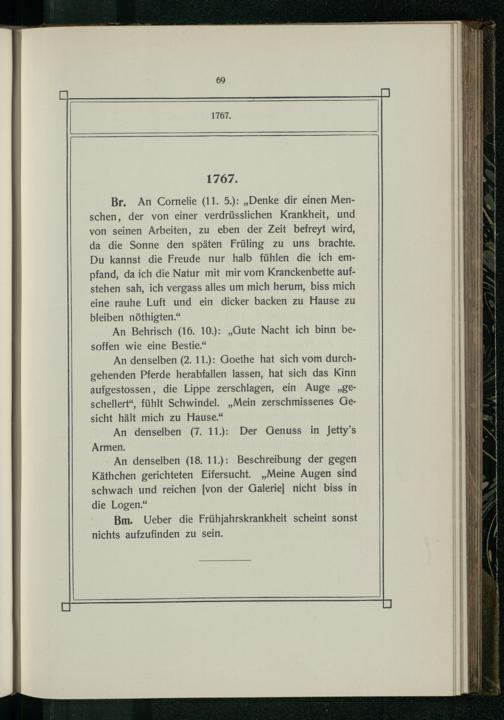 69
1767.
1767.
Br. An Cornelie (11. 5.): „Denke dir einen Men-
schen, der von einer verdrüsslichen Krankheit, und
von seinen Arbeiten, zu eben der Zeit befreyt wird,
da die Sonne den späten Früling zu uns brachte.
Du kannst die Freude nur halb fühlen die ich em-
pfand, da ich die Natur mit mir vom Kranckenbette auf-
stehen sah, ich vergass alles um mich herum, biss mich
eine rauhe Luft und ein dicker backen zu Hause zu
bleiben nöthigten.“
An Behrisch (16. 10.): „Gute Nacht ich binn be-
soffen wie eine Bestie.“
An denselben (2. 11.): Goethe hat sich vom durch-
gehenden Pferde herabfallen lassen, hat sich das Kinn
aufgestossen, die Lippe zerschlagen, ein Auge „ge-
schellert“, fühlt Schwindel. „Mein zerschmissenes Ge-
sicht hält mich zu Hause.“
An denselben (7. 11.): Der Genuss in Jetty's
Armen.
An denselben (18. 11.): Beschreibung der gegen
Käthchen gerichteten Eifersucht. „Meine Augen sind
schwach und reichen [von der Galerie] nicht biss in
die Logen.“
Bm. Ueber die Frühjahrskrankheit scheint sonst
nichts aufzufinden zu sein.